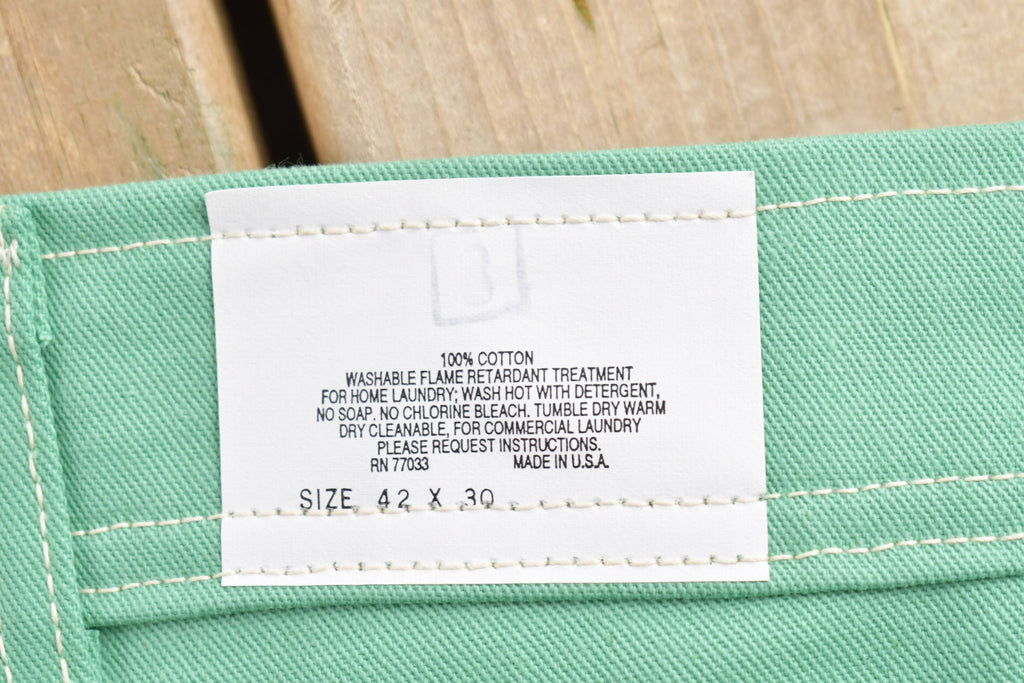 3
100% COTTON
WASHABLE FLAME RETARDANT TREATMENT
FOR HOME LAUNDRY; WASH HOT WITH DETERGENT,
NO SOAP. NO CHLORINE BLEACH. TUMBLE DRY WARM
DRY CLEANABLE, FOR COMMERCIAL LAUNDRY
PLEASE REQUEST INSTRUCTIONS.
RN 77033 MADE IN U.S.A.
SIZE 42 X 30